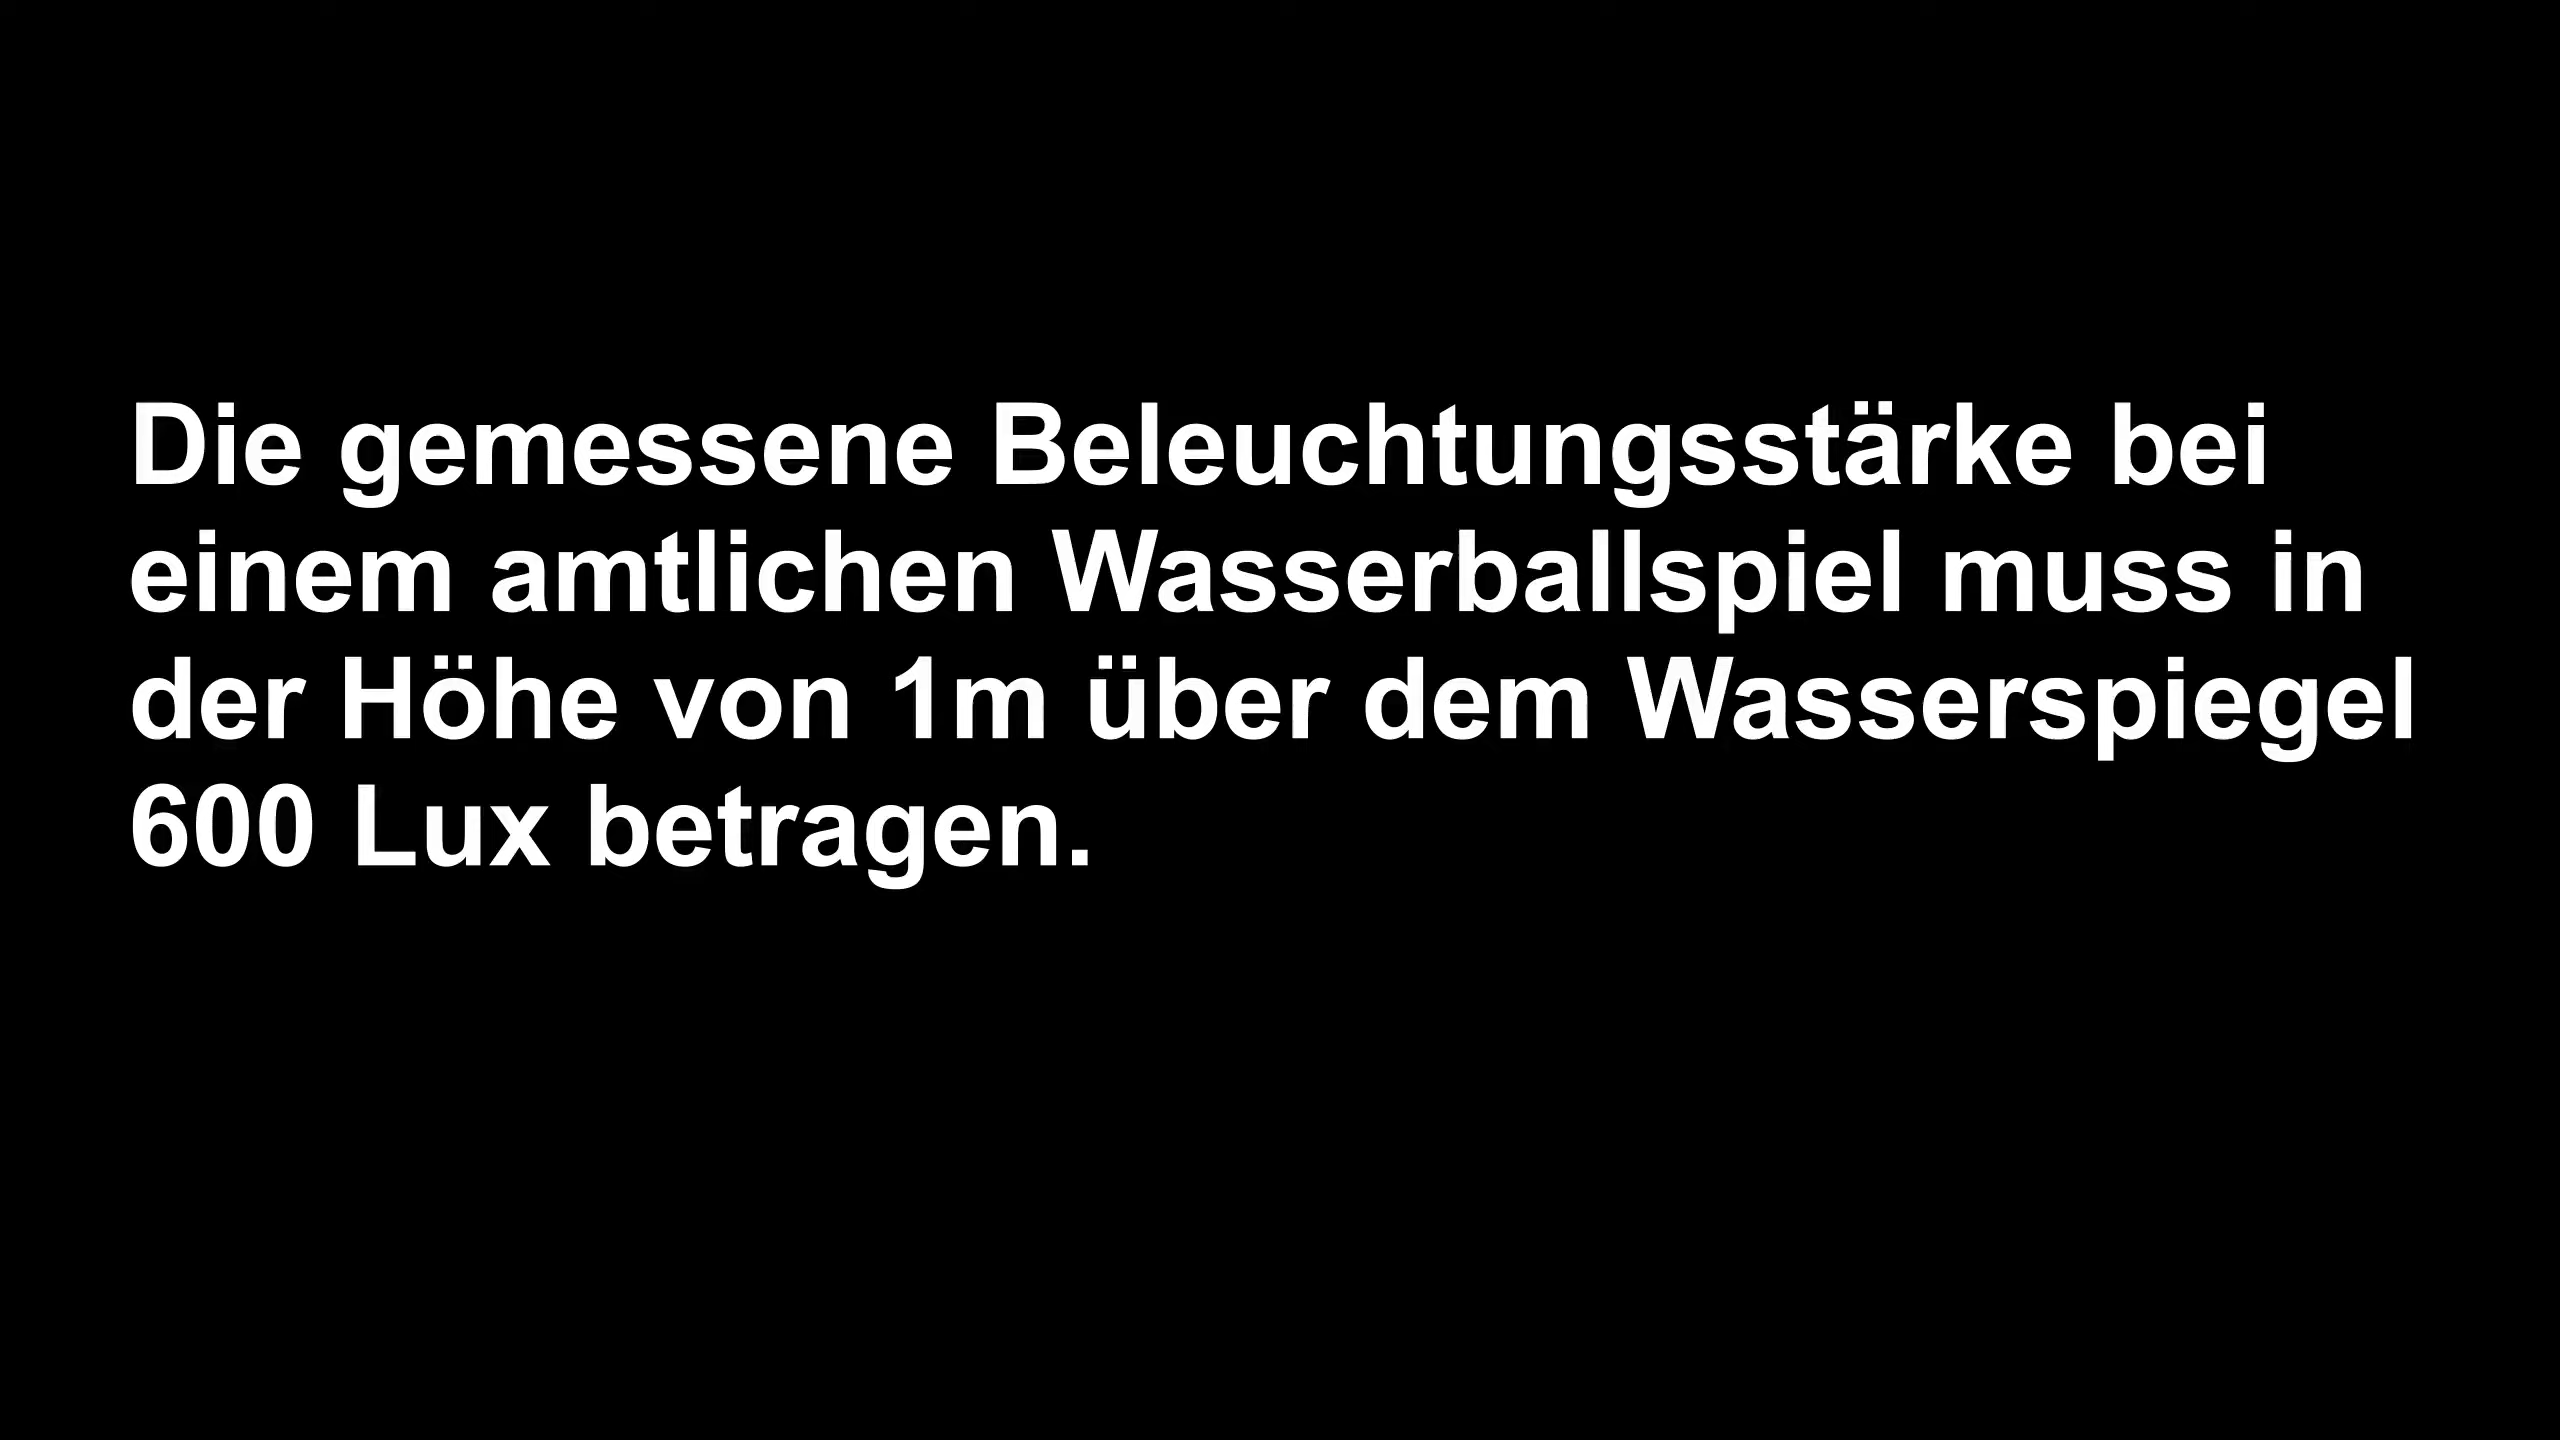 Die gemessene Beleuchtungsstärke bei
einem amtlichen Wasserballspiel muss in
der Höhe von 1m über dem Wasserspiegel
600 Lux betragen.